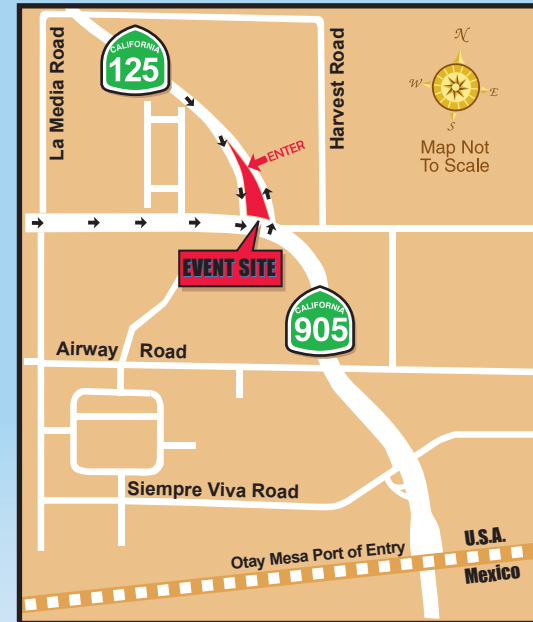 La Media Road
CALIFORNIA
125
Harvest Road
N
W
E
S
Map Not
To Scale
ENTER
EVENT SITE
CALIFORNIA
905
Airway Road
Siempre Viva Road
Otay Mesa Port of Entry
U.S.A.
Mexico